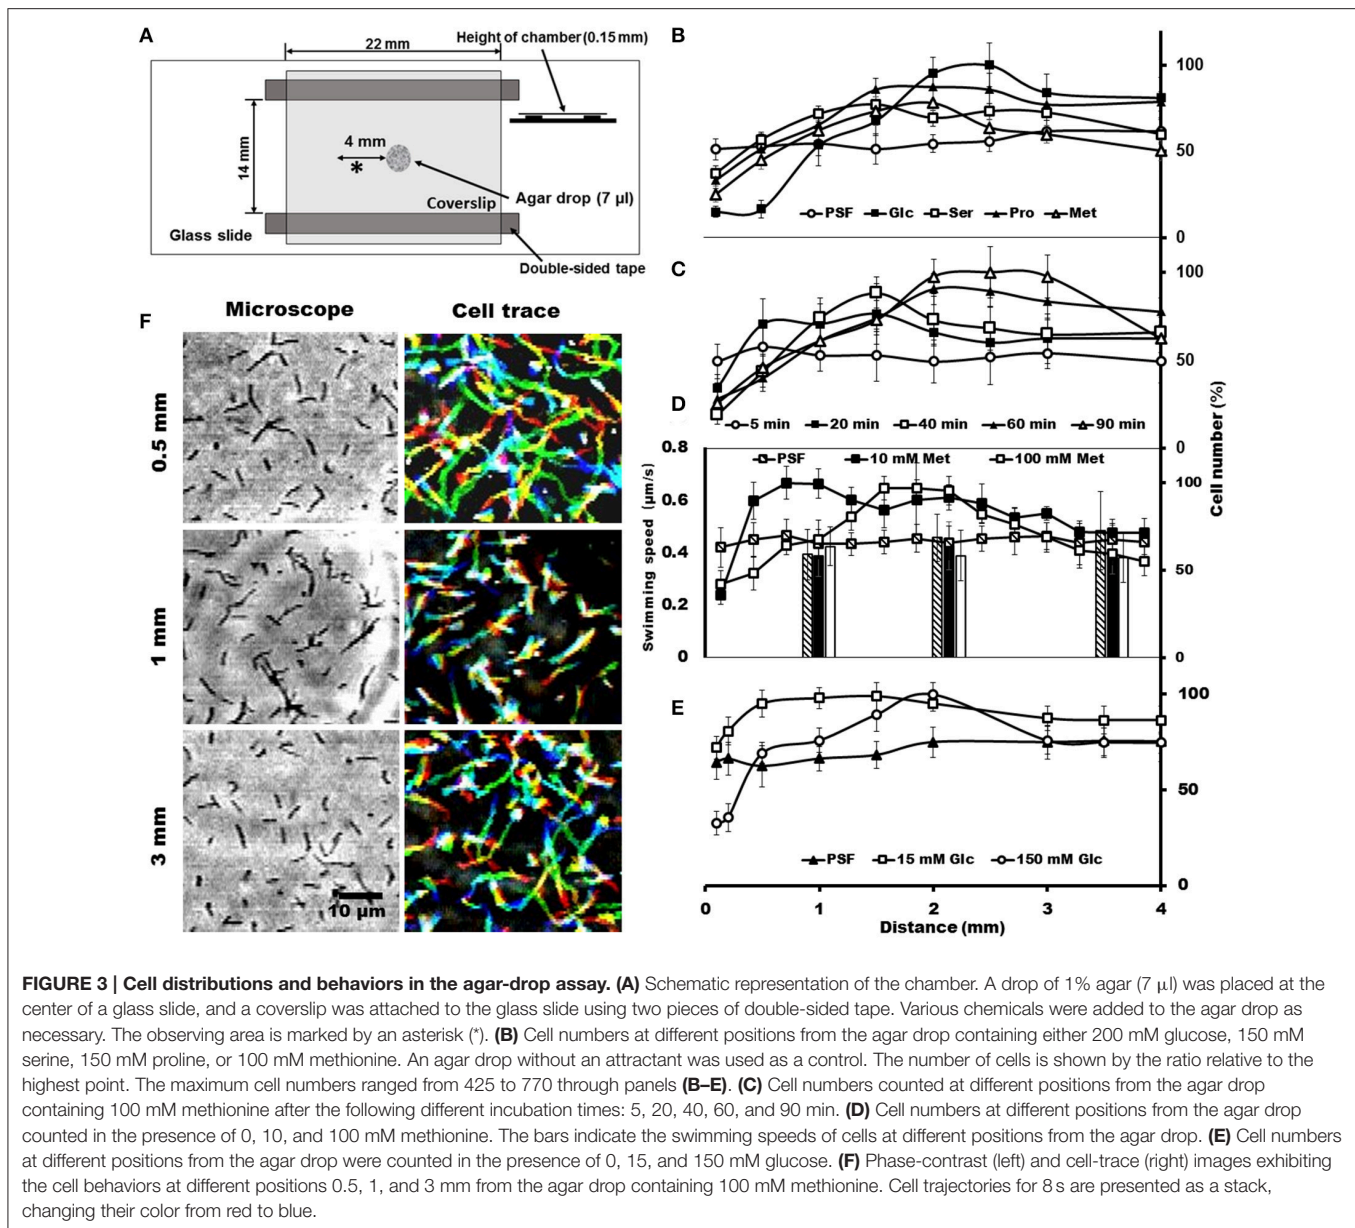 A
22 mm
Height of chamber (0.15 mm)
14 mm
4 mm
*
Agar drop (7 µl)
Coverslip
Glass slide
Double-sided tape
B
100
50
0
PSF Glc Ser Pro Met
C
100
50
0
5 min 20 min 40 min 60 min 90 min
Cell number (%)
D
0.8
0.6
0.4
0.2
0
Swimming speed (µm/s)
PSF 10 mM Met 100 mM Met
100
50
0
E
100
50
0
PSF 15 mM Glc 150 mM Glc
0 1 2 3 4
Distance (mm)
F
Microscope Cell trace
0.5 mm
1 mm
3 mm
10 µm
FIGURE 3 | Cell distributions and behaviors in the agar-drop assay. (A) Schematic representation of the chamber. A drop of 1% agar (7 µl) was placed at the
center of a glass slide, and a coverslip was attached to the glass slide using two pieces of double-sided tape. Various chemicals were added to the agar drop as
necessary. The observing area is marked by an asterisk (*). (B) Cell numbers at different positions from the agar drop containing either 200 mM glucose, 150 mM
serine, 150 mM proline, or 100 mM methionine. An agar drop without an attractant was used as a control. The number of cells is shown by the ratio relative to the
highest point. The maximum cell numbers ranged from 425 to 770 through panels (B–E). (C) Cell numbers counted at different positions from the agar drop
containing 100 mM methionine after the following different incubation times: 5, 20, 40, 60, and 90 min. (D) Cell numbers at different positions from the agar drop
counted in the presence of 0, 10, and 100 mM methionine. The bars indicate the swimming speeds of cells at different positions from the agar drop. (E) Cell numbers
at different positions from the agar drop were counted in the presence of 0, 15, and 150 mM glucose. (F) Phase-contrast (left) and cell-trace (right) images exhibiting
the cell behaviors at different positions 0.5, 1, and 3 mm from the agar drop containing 100 mM methionine. Cell trajectories for 8 s are presented as a stack,
changing their color from red to blue.